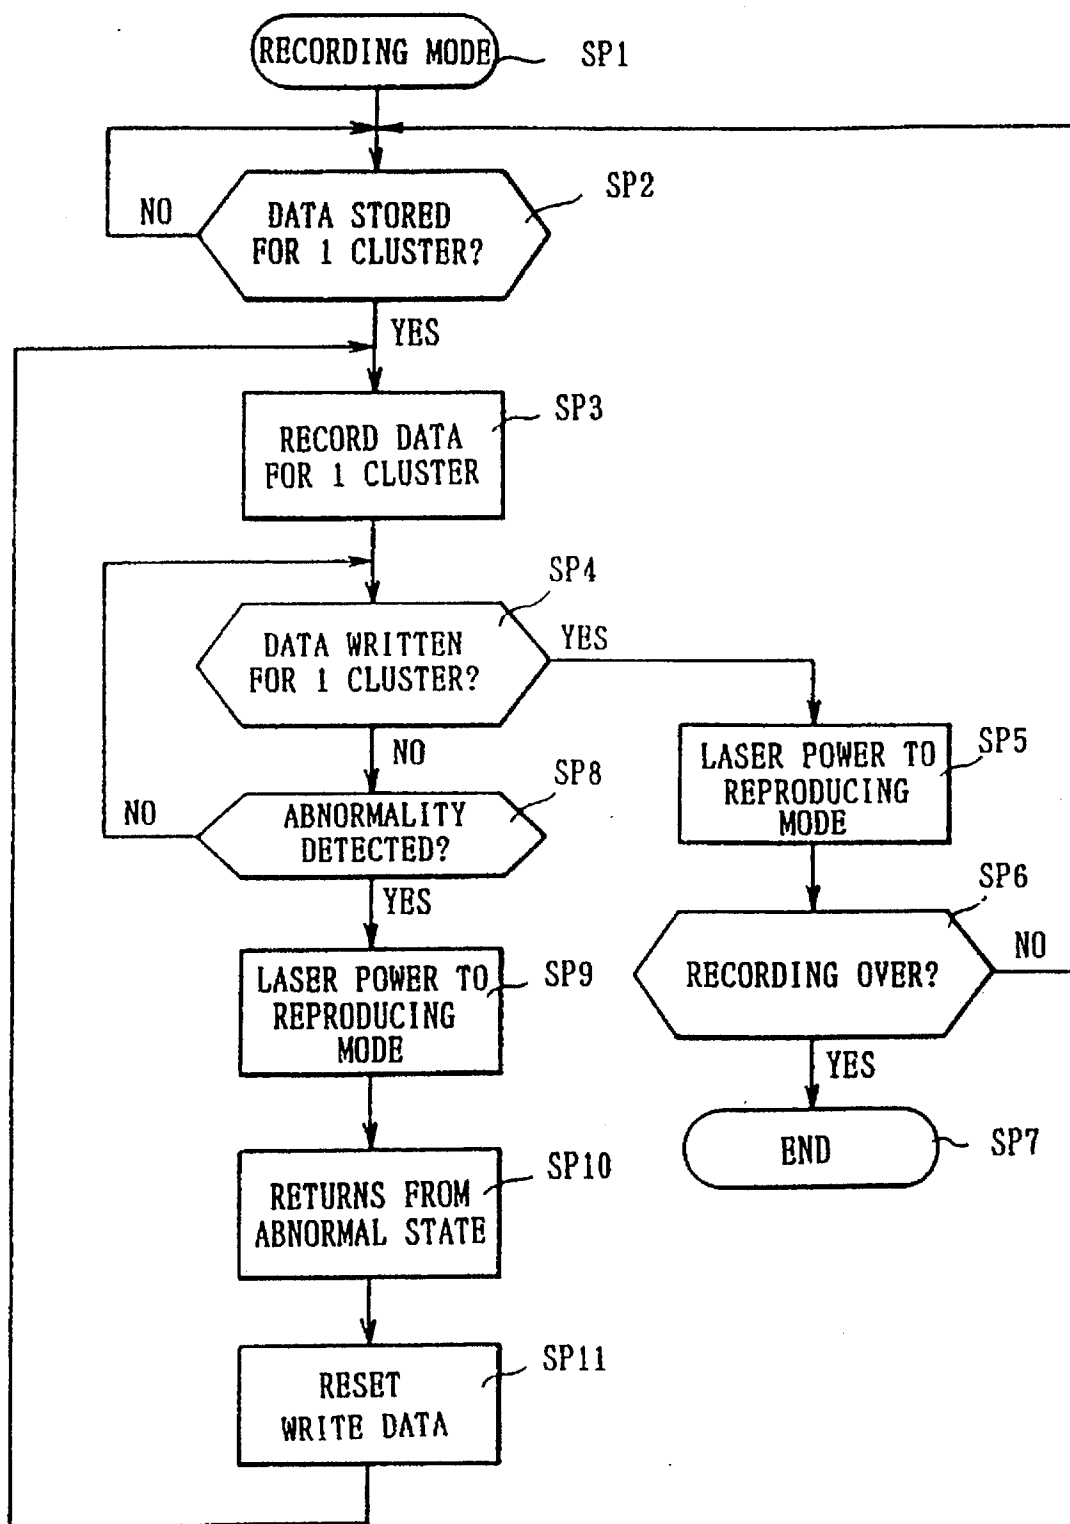 RECORDING MODE
SP1
SP2
DATA STORED
FOR 1 CLUSTER?
NO
YES
SP3
RECORD DATA
FOR 1 CLUSTER
SP4
DATA WRITTEN
FOR 1 CLUSTER?
YES
NO
SP5
LASER POWER TO
REPRODUCING
MODE
SP8
ABNORMALITY
DETECTED?
NO
YES
SP6
RECORDING OVER?
NO
YES
SP9
LASER POWER TO
REPRODUCING
MODE
SP7
END
SP10
RETURNS FROM
ABNORMAL STATE
SP11
RESET
WRITE DATA